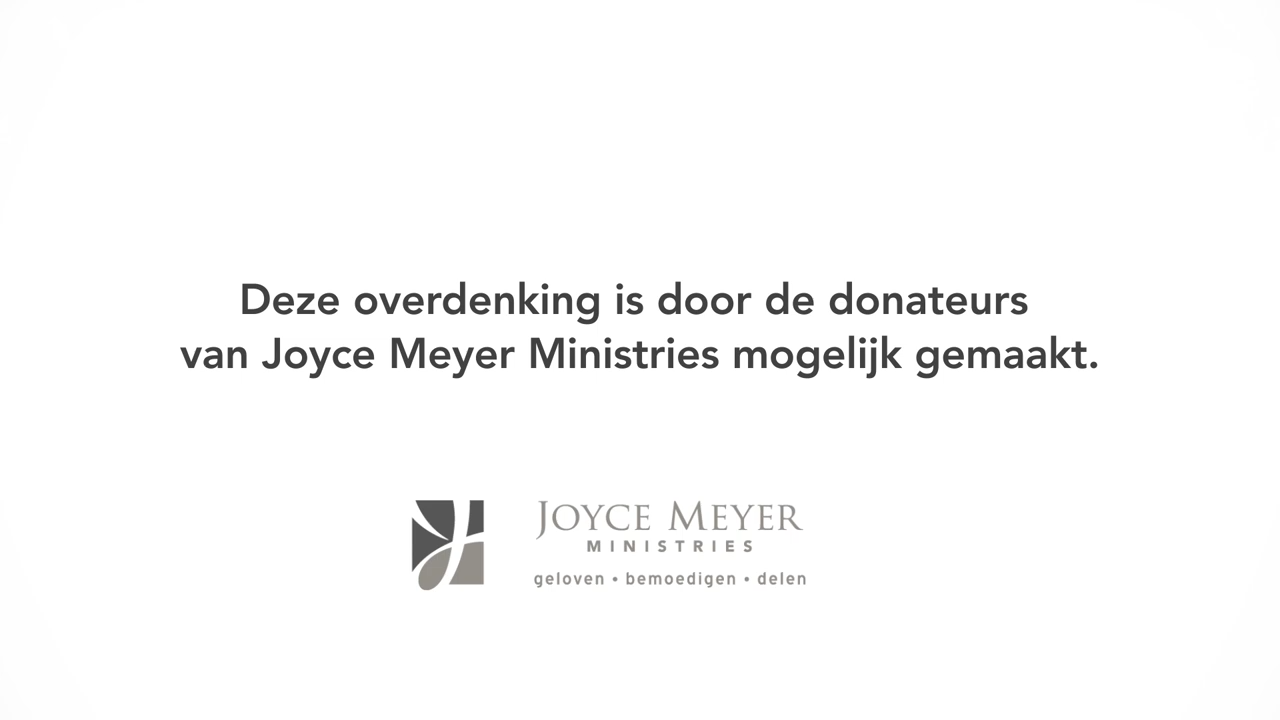 Deze overdenking is door de donateurs
van Joyce Meyer Ministries mogelijk gemaakt.
JOYCE MEYER
MINISTRIES
geloven • bemoedigen • delen